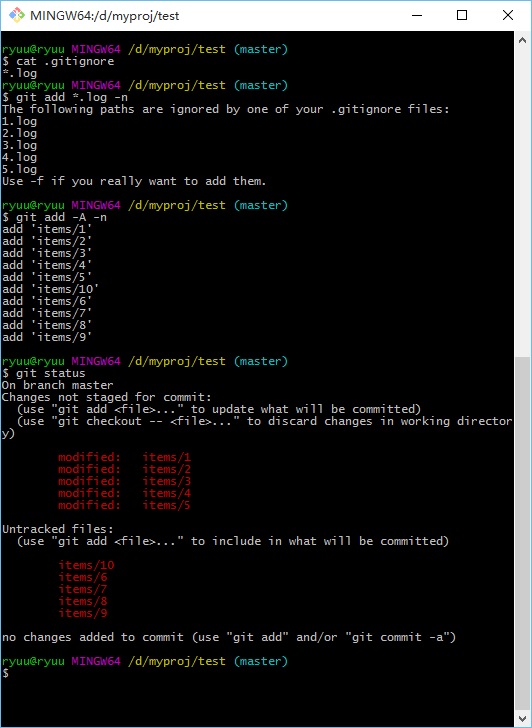 MINGW64:/d/myproj/test
ryuu@ryuu MINGW64 /d/myproj/test (master)
$ cat .gitignore
*.log
ryuu@ryuu MINGW64 /d/myproj/test (master)
$ git add *.log -n
The following paths are ignored by one of your .gitignore files:
1.log
2.log
3.log
4.log
5.log
Use -f if you really want to add them.
ryuu@ryuu MINGW64 /d/myproj/test (master)
$ git add -A -n
add 'items/1'
add 'items/2'
add 'items/3'
add 'items/4'
add 'items/5'
add 'items/10'
add 'items/6'
add 'items/7'
add 'items/8'
add 'items/9'
ryuu@ryuu MINGW64 /d/myproj/test (master)
$ git status
On branch master
Changes not staged for commit:
  (use "git add <file>..." to update what will be committed)
  (use "git checkout -- <file>..." to discard changes in working director
y)
        modified:   items/1
        modified:   items/2
        modified:   items/3
        modified:   items/4
        modified:   items/5
Untracked files:
  (use "git add <file>..." to include in what will be committed)
        items/10
        items/6
        items/7
        items/8
        items/9
no changes added to commit (use "git add" and/or "git commit -a")
ryuu@ryuu MINGW64 /d/myproj/test (master)
$